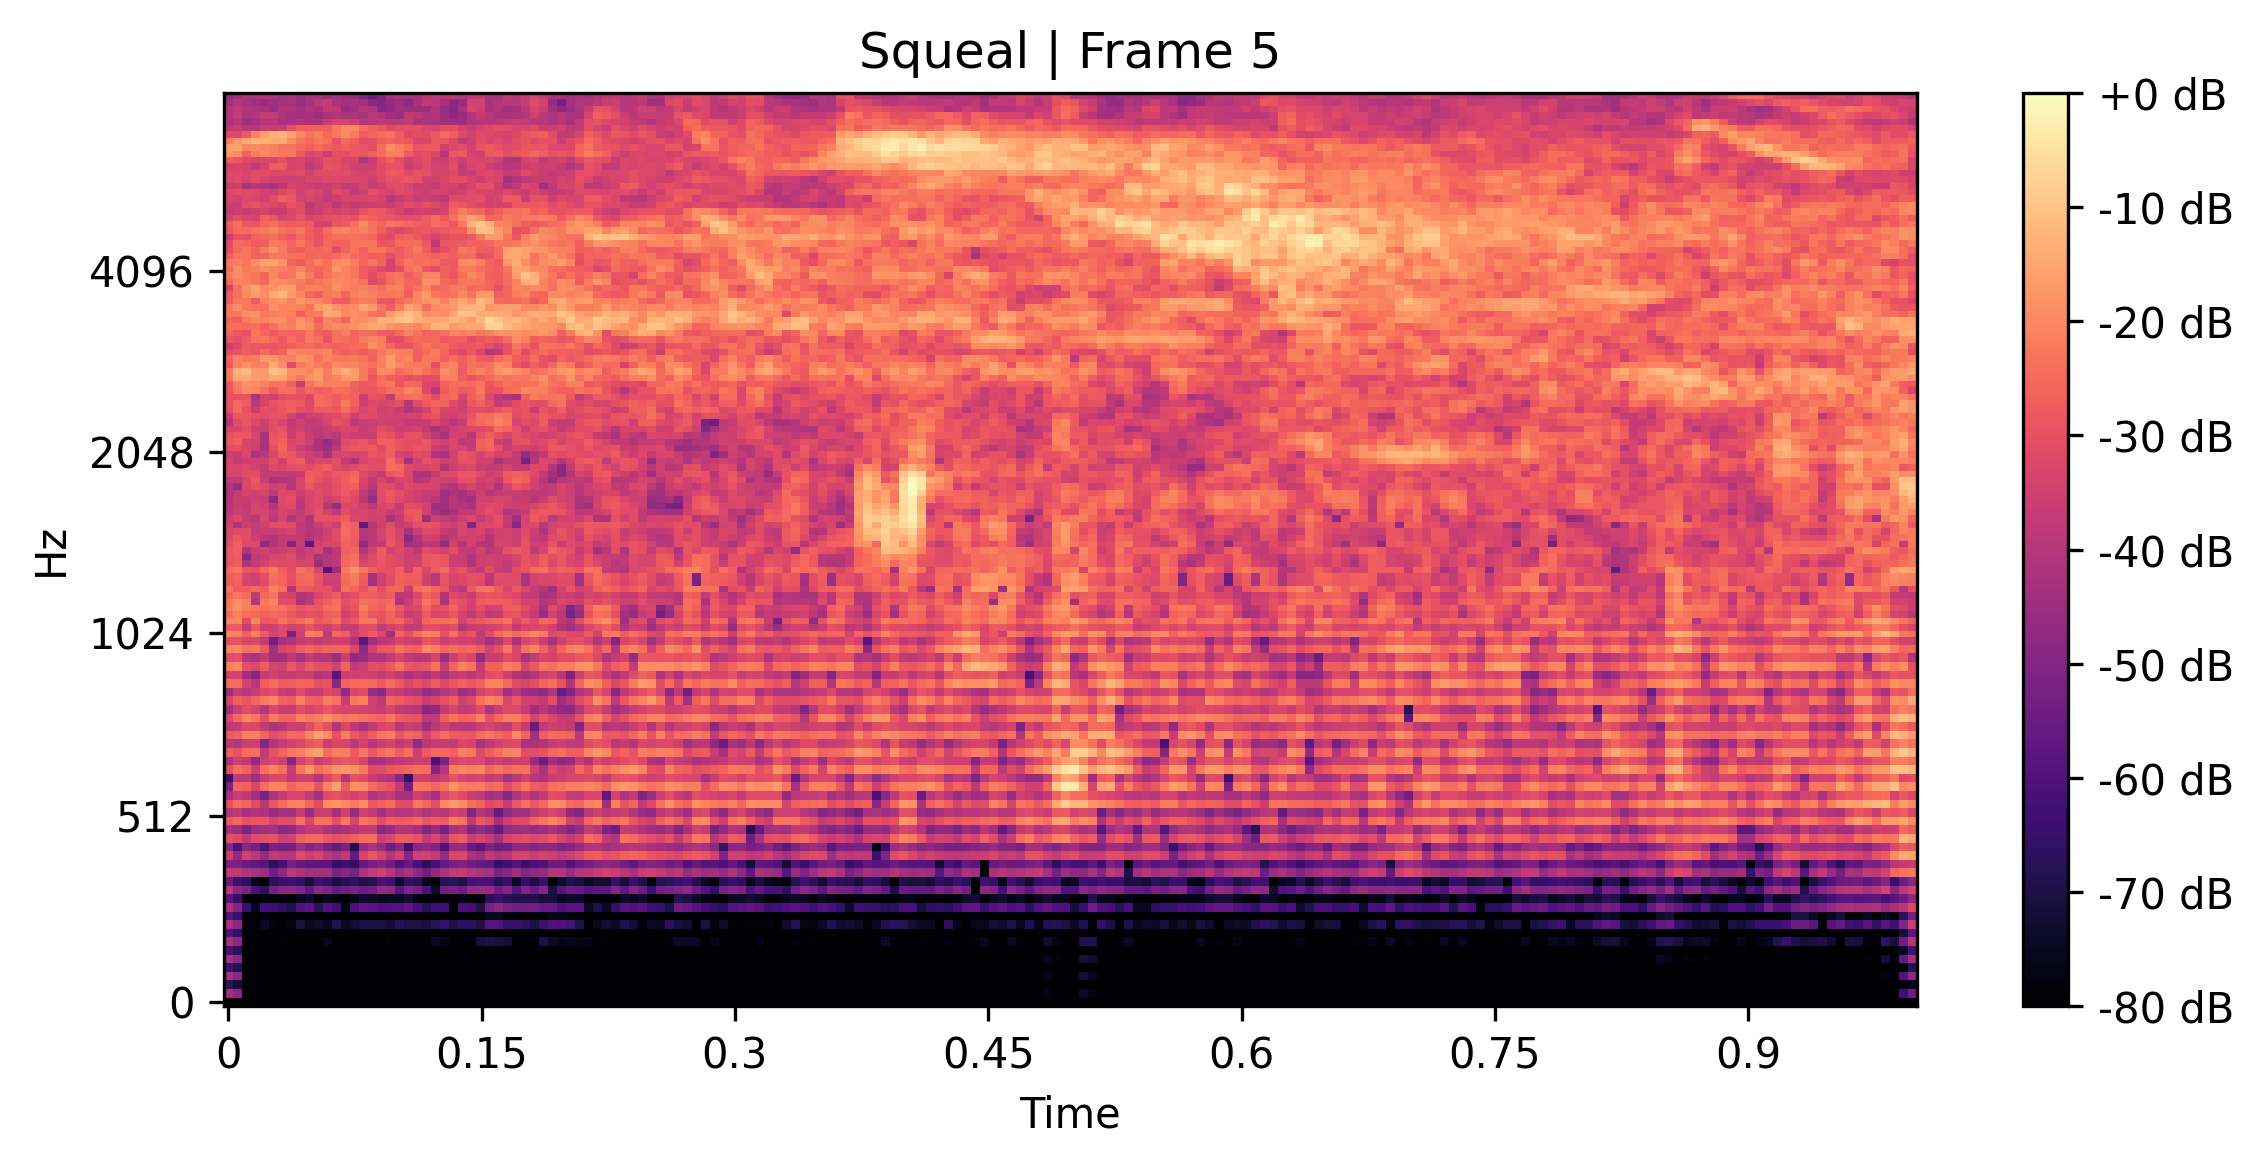 Squeal | Frame 5
Hz
4096
2048
1024
512
0
0 0.15 0.3 0.45 0.6 0.75 0.9
Time
+0 dB
-10 dB
-20 dB
-30 dB
-40 dB
-50 dB
-60 dB
-70 dB
-80 dB